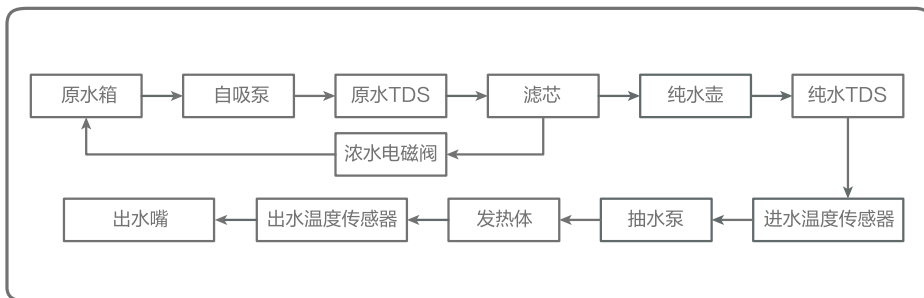 原水箱
自吸泵
原水TDS
滤芯
纯水壶
纯水TDS
浓水电磁阀
出水嘴
出水温度传感器
发热体
抽水泵
进水温度传感器